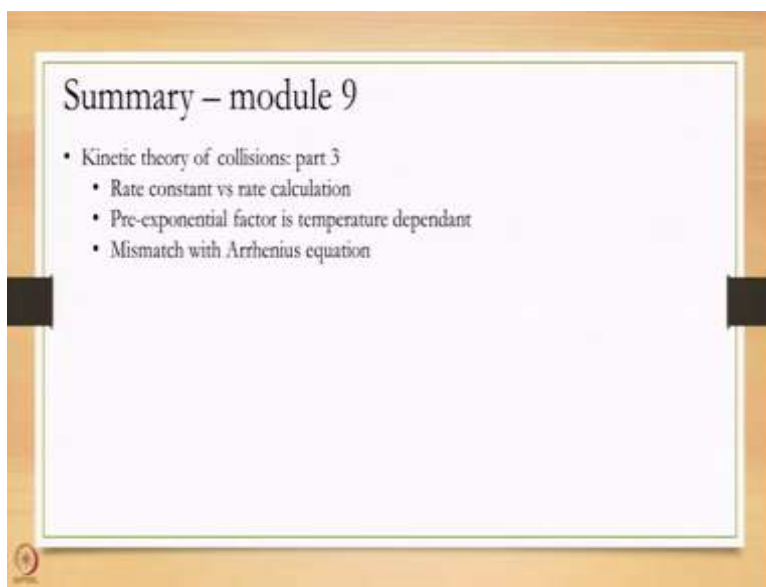 Summary – module 9
• Kinetic theory of collisions: part 3
• Rate constant vs rate calculation
• Pre-exponential factor is temperature dependant
• Mismatch with Arrhenius equation